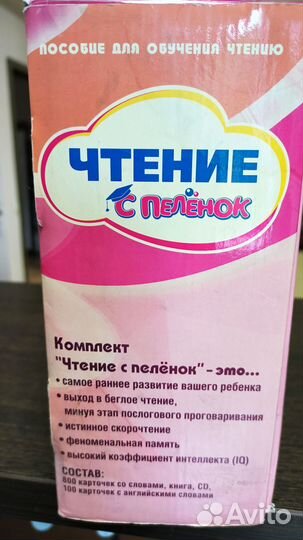 ПОСОБИЕ ДЛЯ ОБУЧЕНИЯ ЧТЕНИЮ
ЧТЕНИЕ
С ПЕЛЁНОК
Комплект
"Чтение с пелёнок" – это...
• самое раннее развитие вашего ребенка
• выход в беглое чтение,
минуя этап послогового проговаривания
• истинное скорочтение
• феноменальная память
• высокий коэффициент интеллекта (IQ)
СОСТАВ:
800 карточек со словами, книга, CD,
100 карточек с английскими словами
Avito